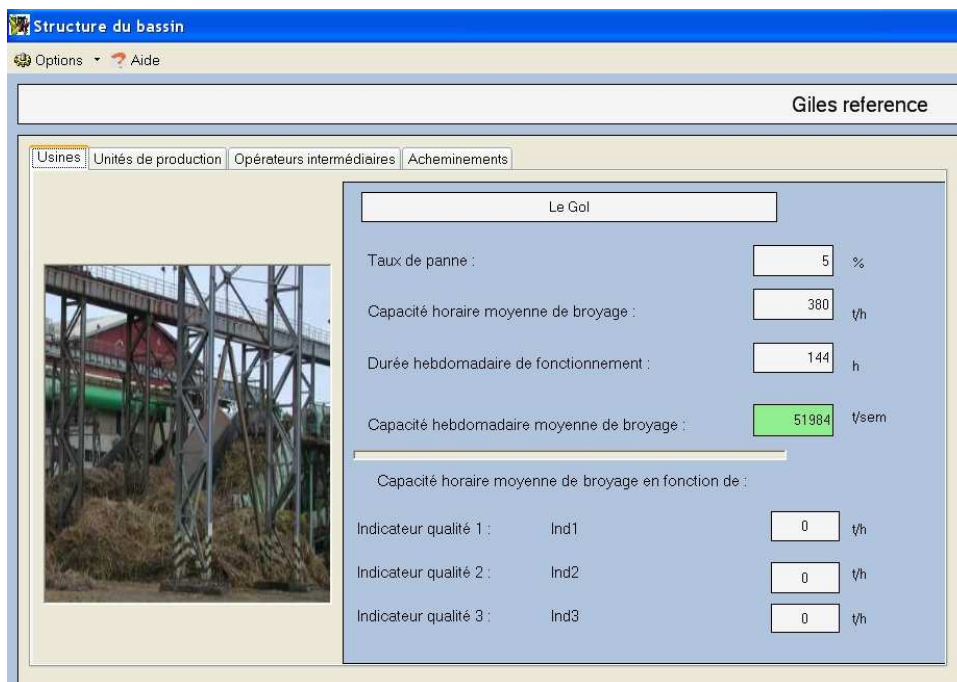 Structure du bassin
Options Aide
Giles reference
Usines Unités de production Opérateurs intermédiaires Acheminements
Le Gol
Taux de panne : 5 %
Capacité horaire moyenne de broyage : 380 t/h
Durée hebdomadaire de fonctionnement : 144 h
Capacité hebdomadaire moyenne de broyage : 51984 t/sem
Capacité horaire moyenne de broyage en fonction de :
Indicateur qualité 1 : Ind1 0 t/h
Indicateur qualité 2 : Ind2 0 t/h
Indicateur qualité 3 : Ind3 0 t/h